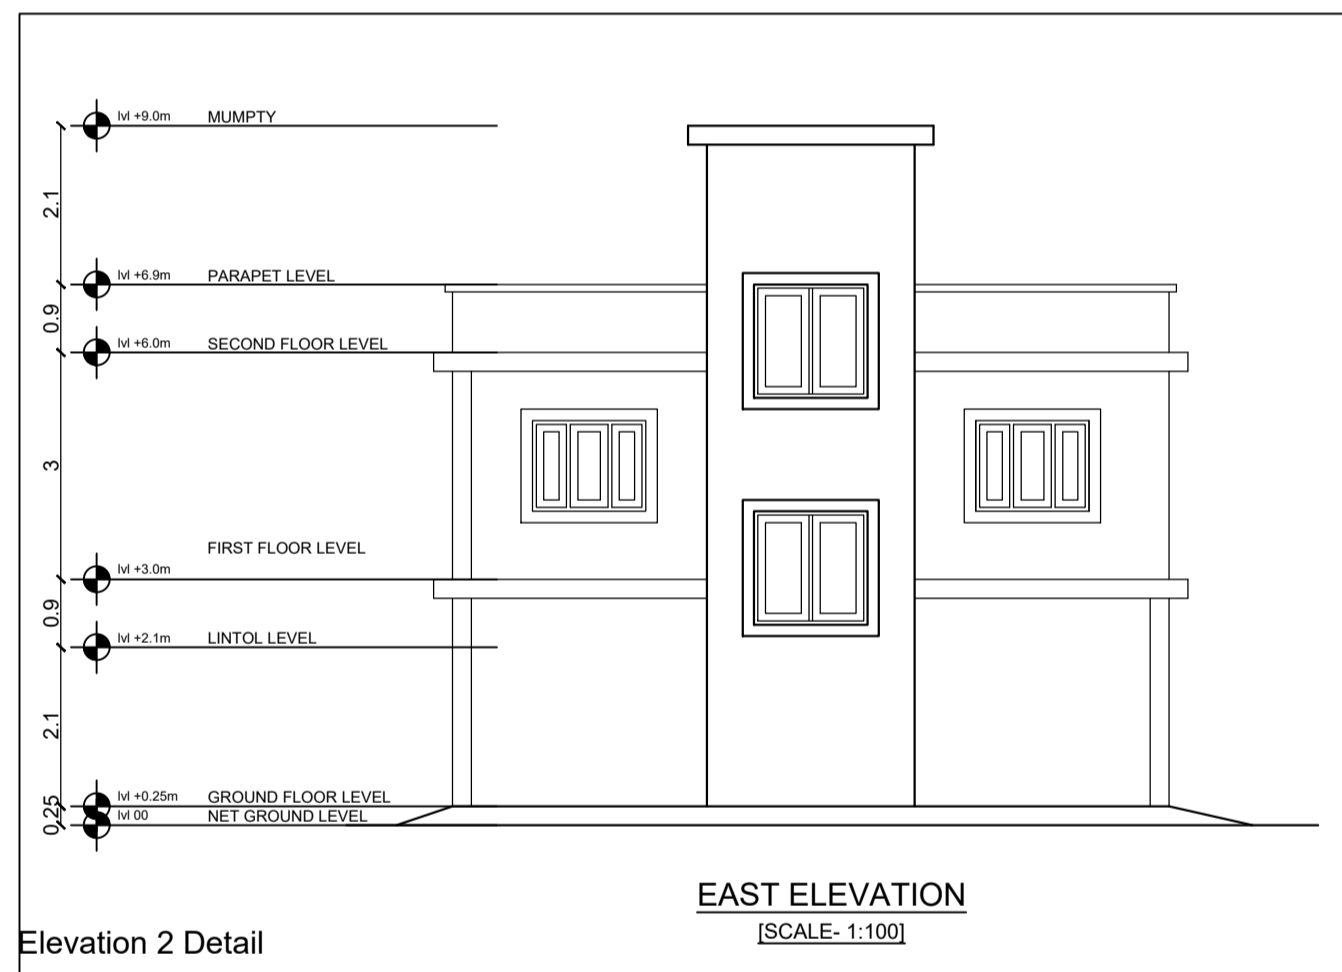 lvl +9.0m MUMPTY
2.1
lvl +6.9m PARAPET LEVEL
0.9
lvl +6.0m SECOND FLOOR LEVEL
3
FIRST FLOOR LEVEL
lvl +3.0m
0.9
lvl +2.1m LINTOL LEVEL
2.1
lvl +0.25m GROUND FLOOR LEVEL
0.25
lvl 00 NET GROUND LEVEL
EAST ELEVATION
[SCALE- 1:100]
Elevation 2 Detail